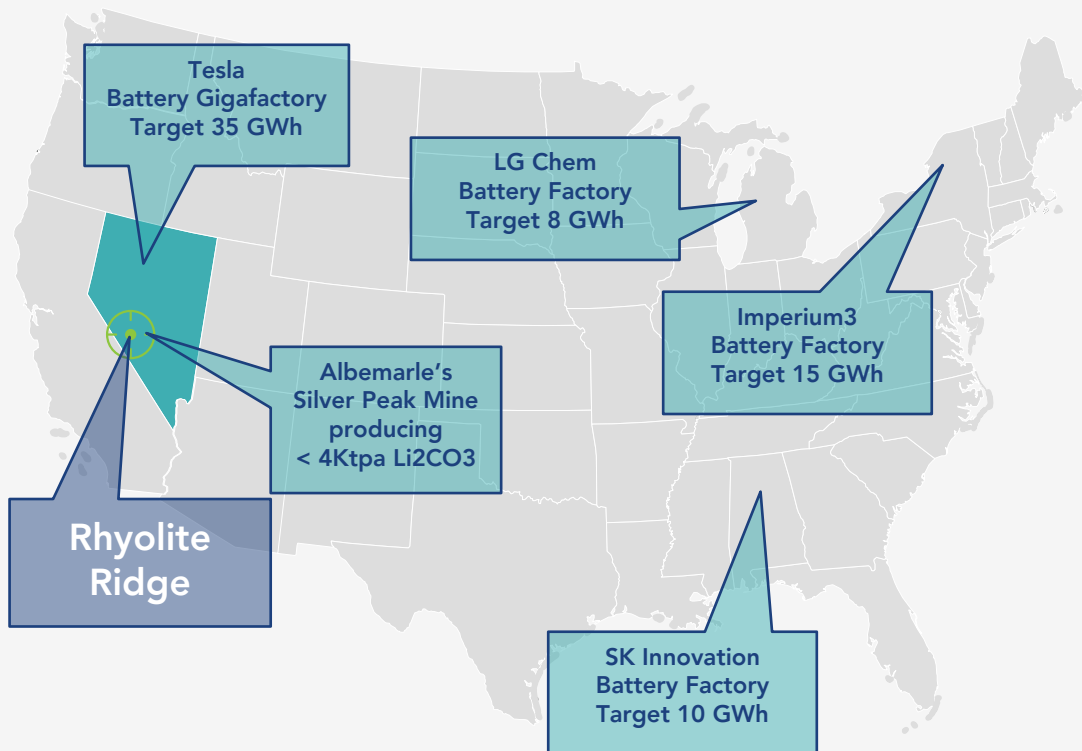 Tesla
Battery Gigafactory
Target 35 GWh
LG Chem
Battery Factory
Target 8 GWh
Imperium3
Battery Factory
Target 15 GWh
Albemarle's
Silver Peak Mine
producing
< 4Ktpa Li2CO3
Rhyolite
Ridge
SK Innovation
Battery Factory
Target 10 GWh